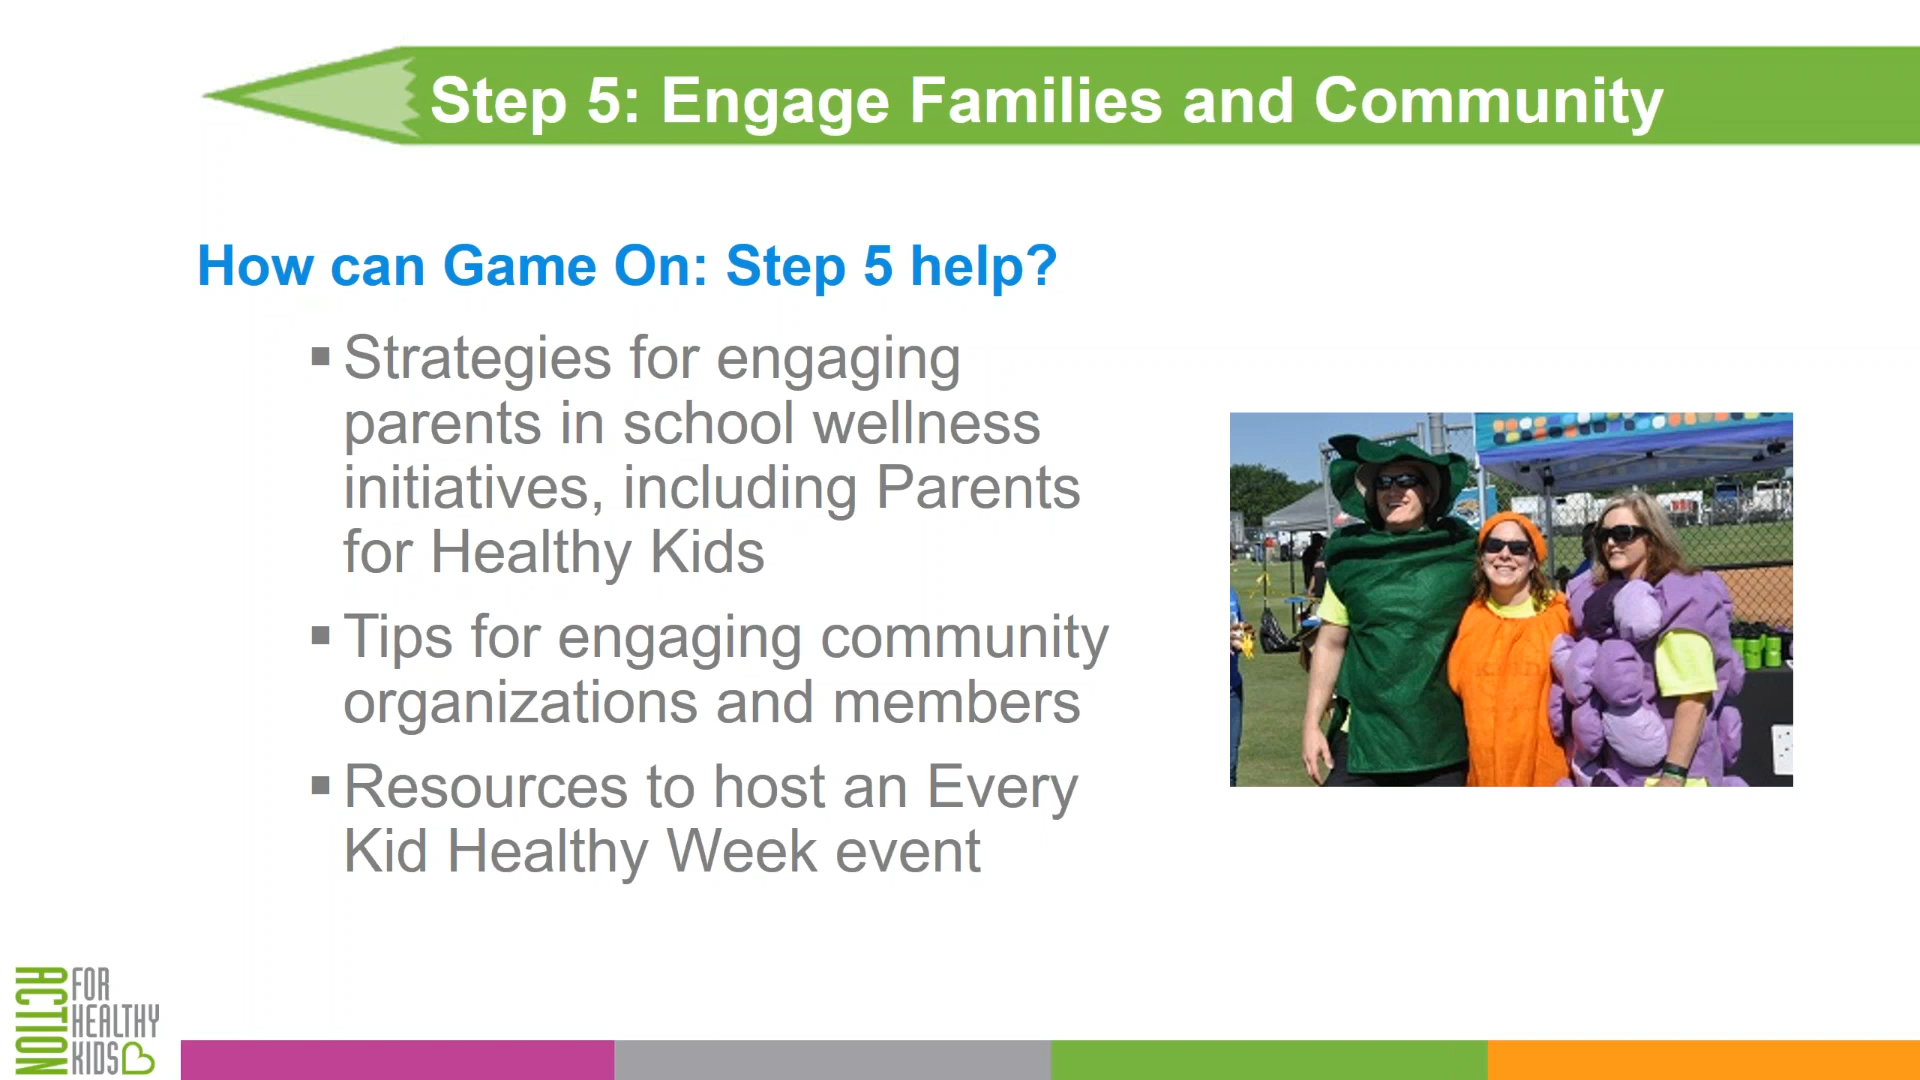 Step 5: Engage Families and Community
How can Game On: Step 5 help?
▪ Strategies for engaging
parents in school wellness
initiatives, including Parents
for Healthy Kids
▪ Tips for engaging community
organizations and members
▪ Resources to host an Every
Kid Healthy Week event
ACTION
FOR
HEALTHY
KIDS